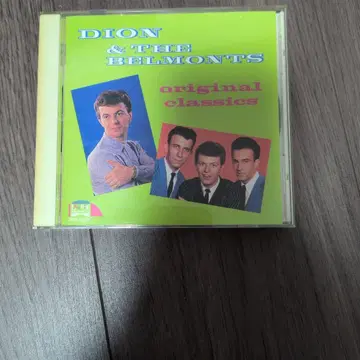 DION
& THE
BELMONTS
original
classics